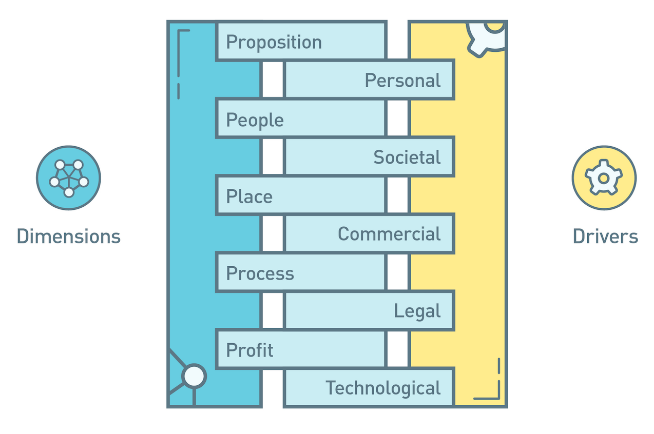 Proposition
Personal
People
Societal
Place
Commercial
Process
Legal
Profit
Technological
Dimensions
Drivers